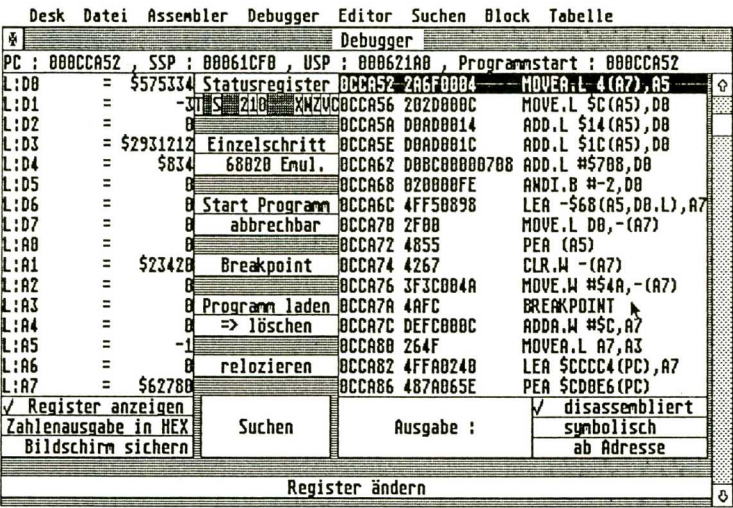 Desk Datei Assembler Debugger Editor Suchen Block Tabelle
Debugger
PC : 000CCA52 , SSP : 00061CF0 , USP : 000621A0 , Programmstart : 000CCA52
L:D0 = $575334 Statusregister 0CCA52 2A6F0004 MOVEA.L 4(A7),A5
L:D1 = -3 T S 210 XNZVC 0CCA56 202D000C MOVE.L $C(A5),D0
L:D2 = 0 0CCA5A D0AD0014 ADD.L $14(A5),D0
L:D3 = $2931212 Einzelschritt 0CCA5E D0AD001C ADD.L $1C(A5),D0
L:D4 = $834 68020 Emul. 0CCA62 D0BC00000708 ADD.L #$708,D0
L:D5 = 0 0CCA68 020000FE ANDI.B #-2,D0
L:D6 = 0 Start Programm 0CCA6C 4FF50898 LEA -$68(A5,D0.L),A7
L:D7 = 0 abbrechbar 0CCA70 2F00 MOVE.L D0,-(A7)
L:A0 = 0 0CCA72 4855 PEA (A5)
L:A1 = $23420 Breakpoint 0CCA74 4267 CLR.W -(A7)
L:A2 = 0 0CCA76 3F3C004A MOVE.W #$4A,-(A7)
L:A3 = 0 Programm laden 0CCA7A 4AFC BREAKPOINT
L:A4 = 0 => löschen 0CCA7C DEFC000C ADDA.W #$C,A7
L:A5 = -1 0CCA80 264F MOVEA.L A7,A3
L:A6 = 0 relozieren 0CCA82 4FFA0240 LEA $CCCC4(PC),A7
L:A7 = $62780 0CCA86 487A065E PEA $CD0E6(PC)
√ Register anzeigen Suchen Ausgabe : √ disassembliert
Zahlenausgabe in HEX symbolisch
Bildschirm sichern ab Adresse
Register ändern